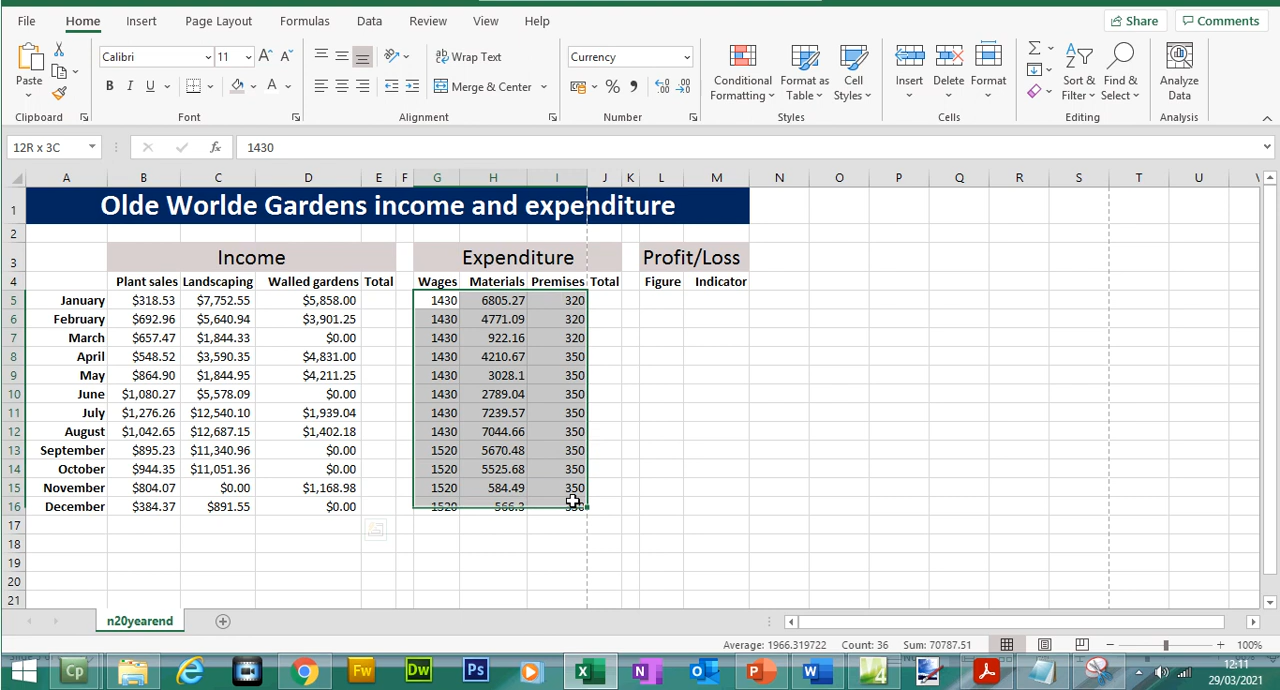 File Home Insert Page Layout Formulas Data Review View Help Share Comments
Paste Calibri 11 A A ab Wrap Text Currency Conditional Formatting Format as Table Cell Styles Insert Delete Format Sort & Filter Find & Select Analyze Data
B I U A Merge & Center % 9
Clipboard Font Alignment Number Styles Cells Editing Analysis
12R x 3C fx 1430
A B C D E F G H I J K L M N O P Q R S T U
1 Olde Worlde Gardens income and expenditure
2
3 Income Expenditure Profit/Loss
4 Plant sales Landscaping Walled gardens Total Wages Materials Premises Total Figure Indicator
5 January $318.53 $7,752.55 $5,858.00 1430 6805.27 320
6 February $692.96 $5,640.94 $3,901.25 1430 4771.09 320
7 March $657.47 $1,844.33 $0.00 1430 922.16 320
8 April $548.52 $3,590.35 $4,831.00 1430 4210.67 350
9 May $864.90 $1,844.95 $4,211.25 1430 3028.1 350
10 June $1,080.27 $5,578.09 $0.00 1430 2789.04 350
11 July $1,276.26 $12,540.10 $1,939.04 1430 7239.57 350
12 August $1,042.65 $12,687.15 $1,402.18 1430 7044.66 350
13 September $895.23 $11,340.96 $0.00 1520 5670.48 350
14 October $944.35 $11,051.36 $0.00 1520 5525.68 350
15 November $804.07 $0.00 $1,168.98 1520 584.49 350
16 December $384.37 $891.55 $0.00 1520 566.3
17
18
19
20
21
n20yearend
Average: 1966.319722 Count: 36 Sum: 70787.51 100%
Cp Fw Dw Ps X N P W 4 12:11
29/03/2021